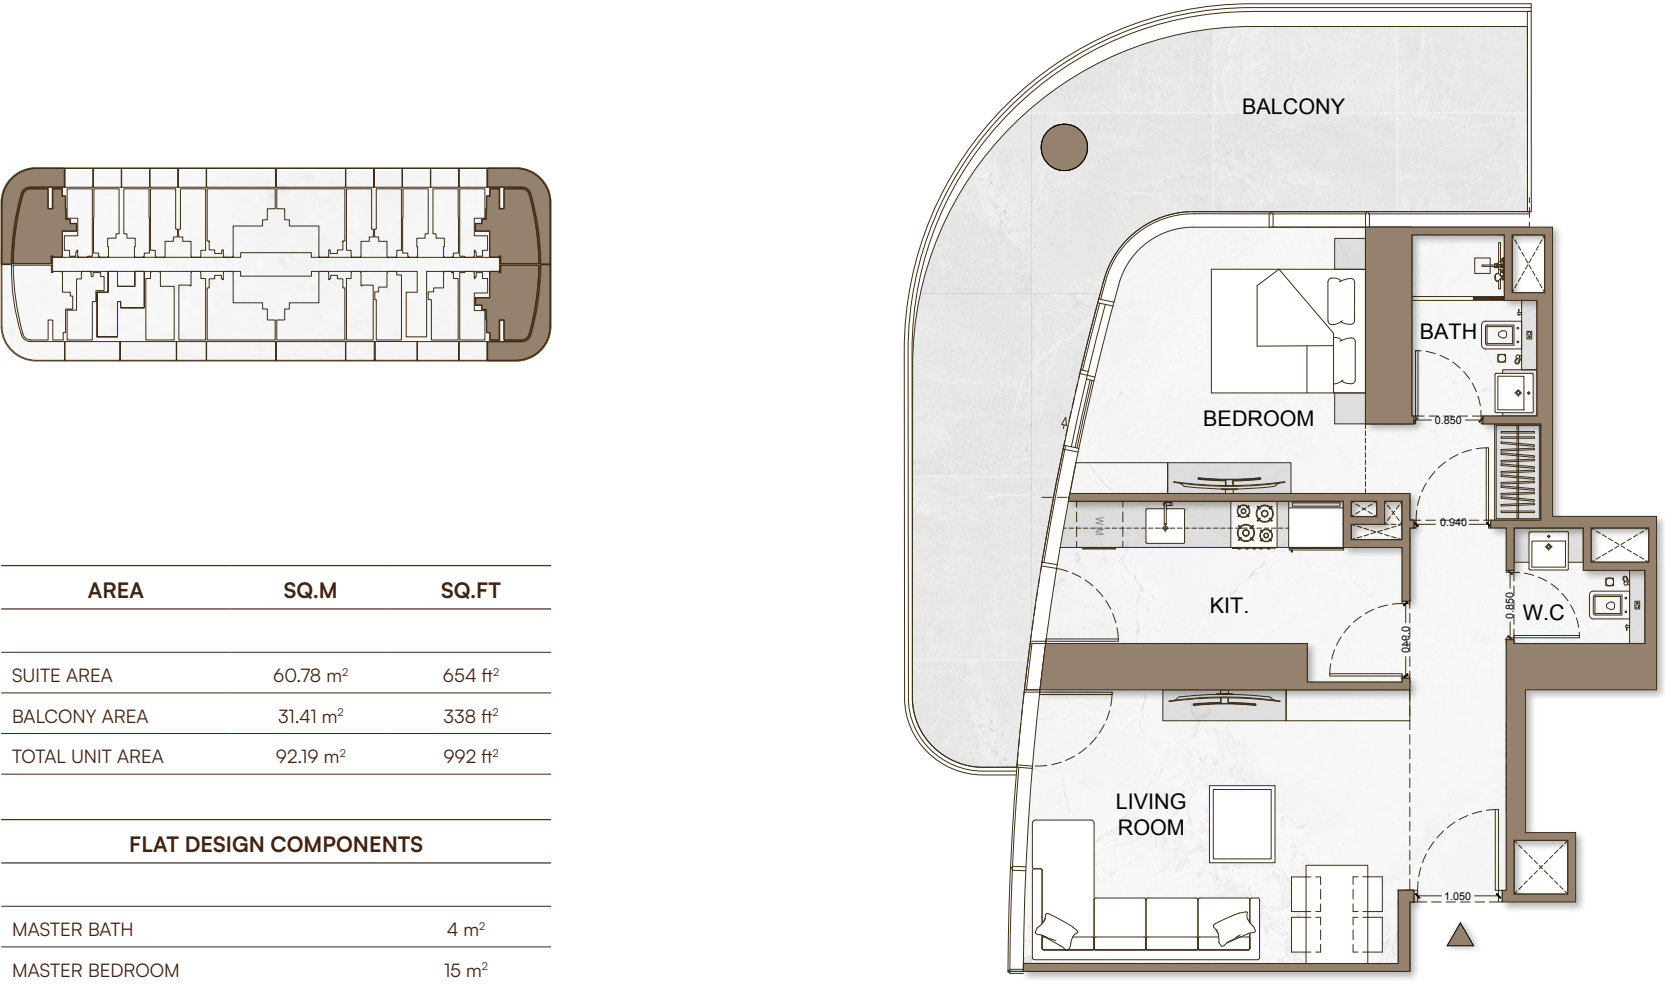 AREA SQ.M SQ.FT
SUITE AREA 60.78 m² 654 ft²
BALCONY AREA 31.41 m² 338 ft²
TOTAL UNIT AREA 92.19 m² 992 ft²
FLAT DESIGN COMPONENTS
MASTER BATH 4 m²
MASTER BEDROOM 15 m²
BALCONY
BATH
0.850
BEDROOM
0.940
WM
KIT.
0.850
W.C
0.940
LIVING
ROOM
1.050